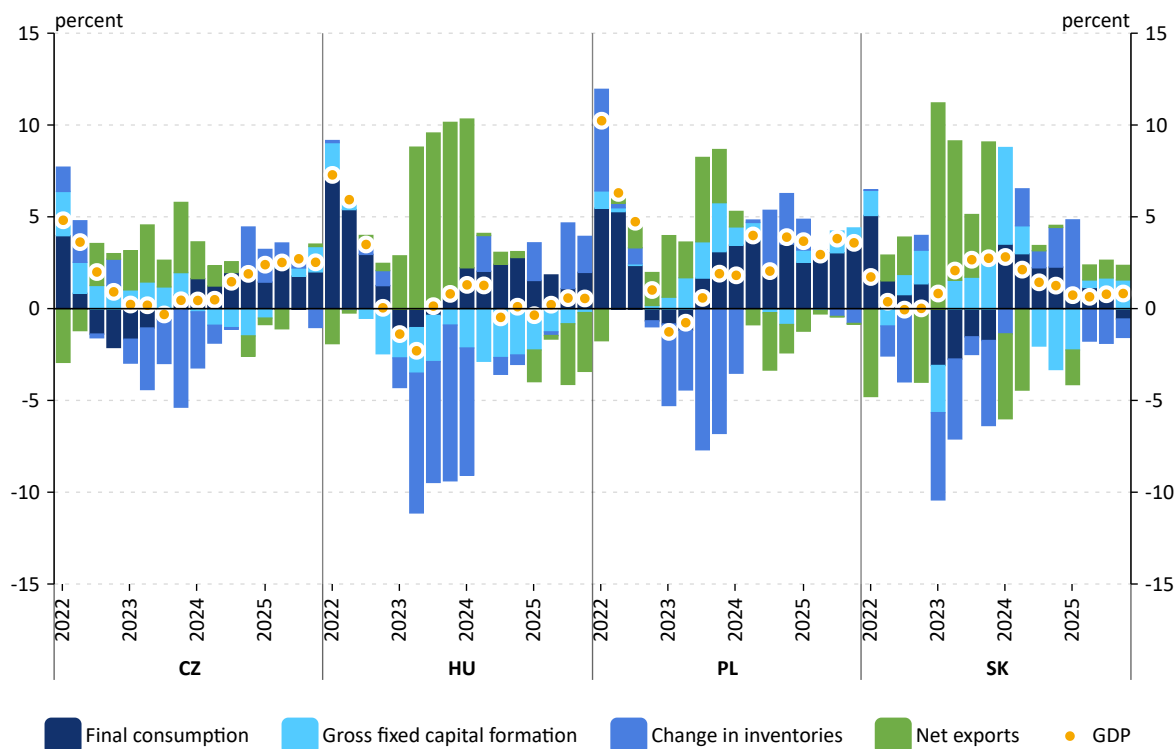 percent percent
15 15
10 10
5 5
0 0
-5 -5
-10 -10
-15 -15
2022 2023 2024 2025 2022 2023 2024 2025 2022 2023 2024 2025 2022 2023 2024 2025
CZ HU PL SK
Final consumption Gross fixed capital formation Change in inventories Net exports GDP